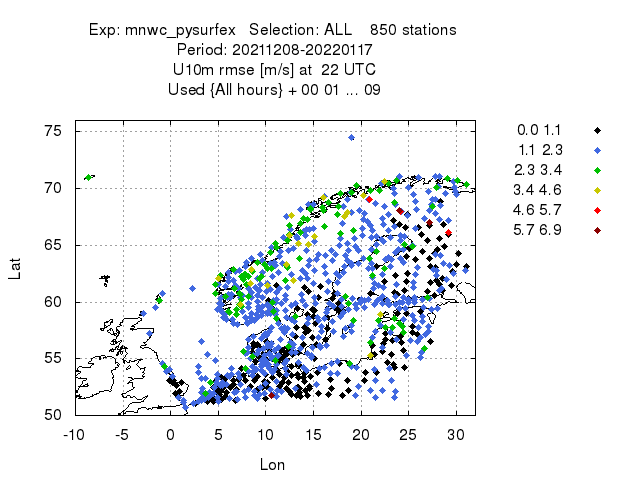 Exp: mnwc_pysurfex   Selection: ALL    850 stations
Period: 20211208-20220117
U10m rmse [m/s] at  22 UTC
Used {All hours} + 00 01 ... 09
75
70
65
60
55
50
Lat
-10 -5 0 5 10 15 20 25 30
Lon
0.0 1.1
1.1  2.3
2.3 3.4
3.4 4.6
4.6 5.7
5.7 6.9